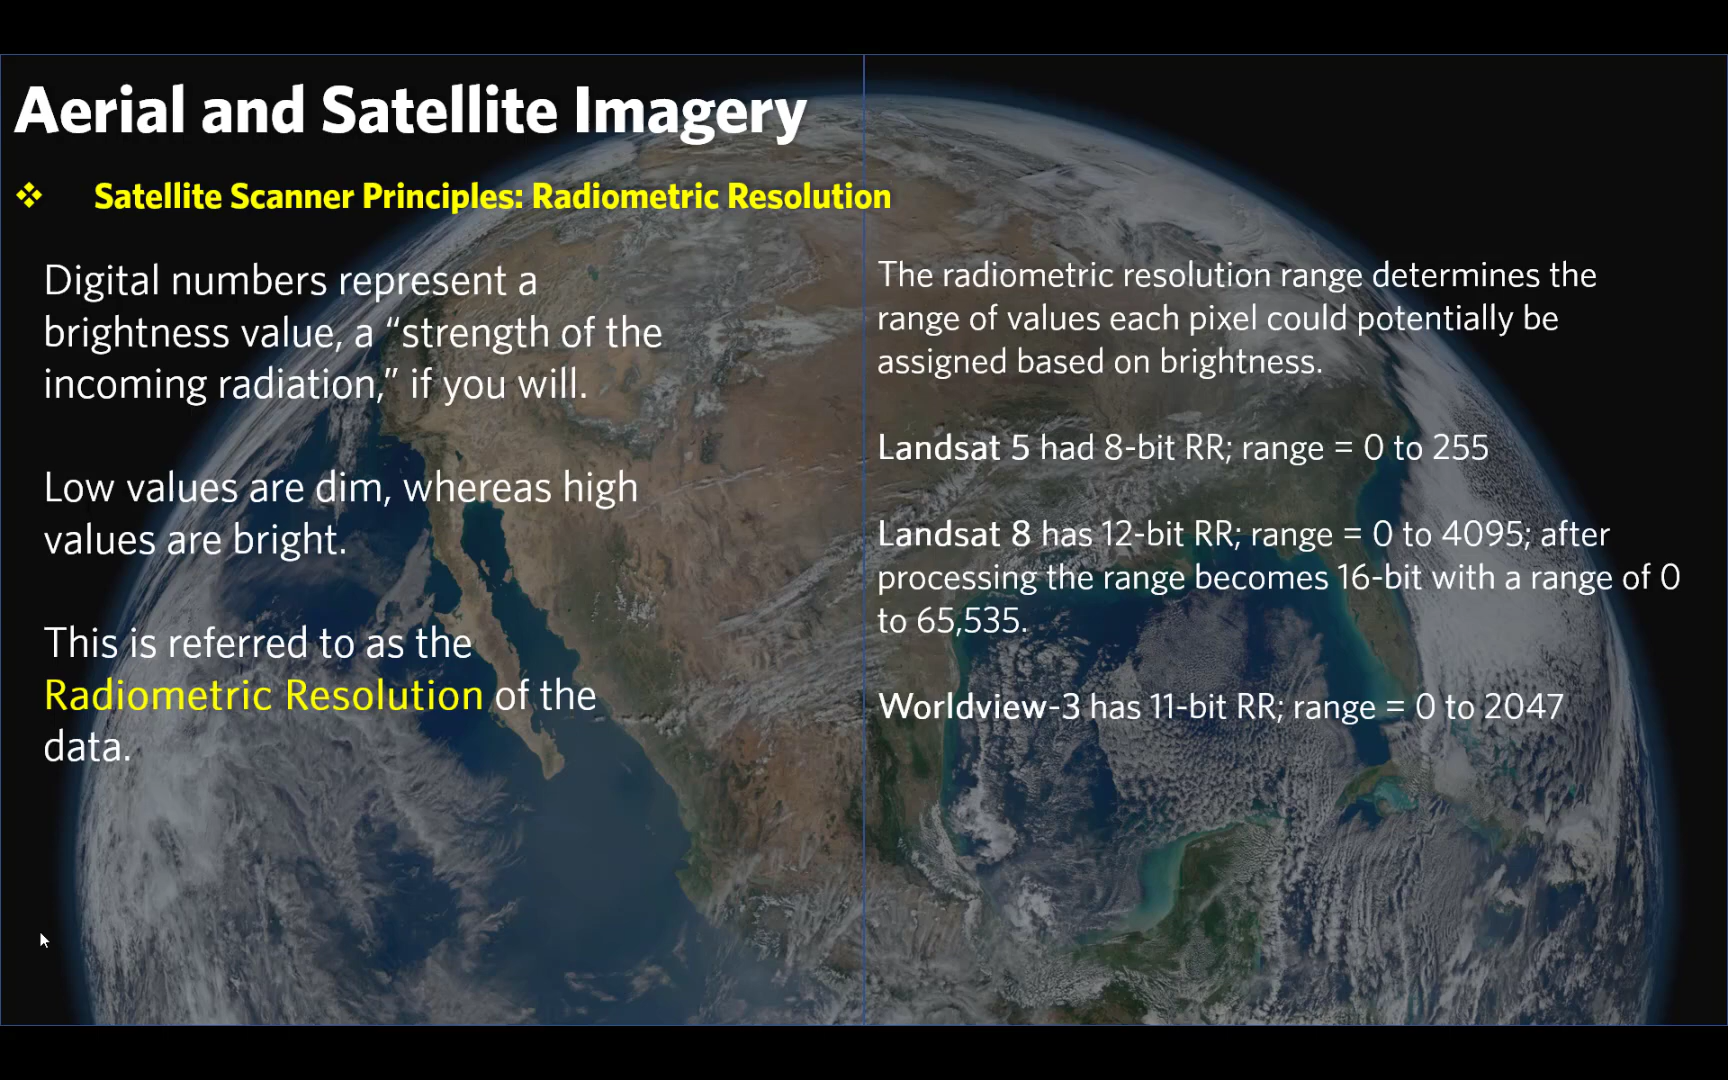 Aerial and Satellite Imagery
❖ Satellite Scanner Principles: Radiometric Resolution
Digital numbers represent a
brightness value, a “strength of the
incoming radiation,” if you will.
Low values are dim, whereas high
values are bright.
This is referred to as the
Radiometric Resolution of the
data.
The radiometric resolution range determines the
range of values each pixel could potentially be
assigned based on brightness.
Landsat 5 had 8-bit RR; range = 0 to 255
Landsat 8 has 12-bit RR; range = 0 to 4095; after
processing the range becomes 16-bit with a range of 0
to 65,535.
Worldview-3 has 11-bit RR; range = 0 to 2047